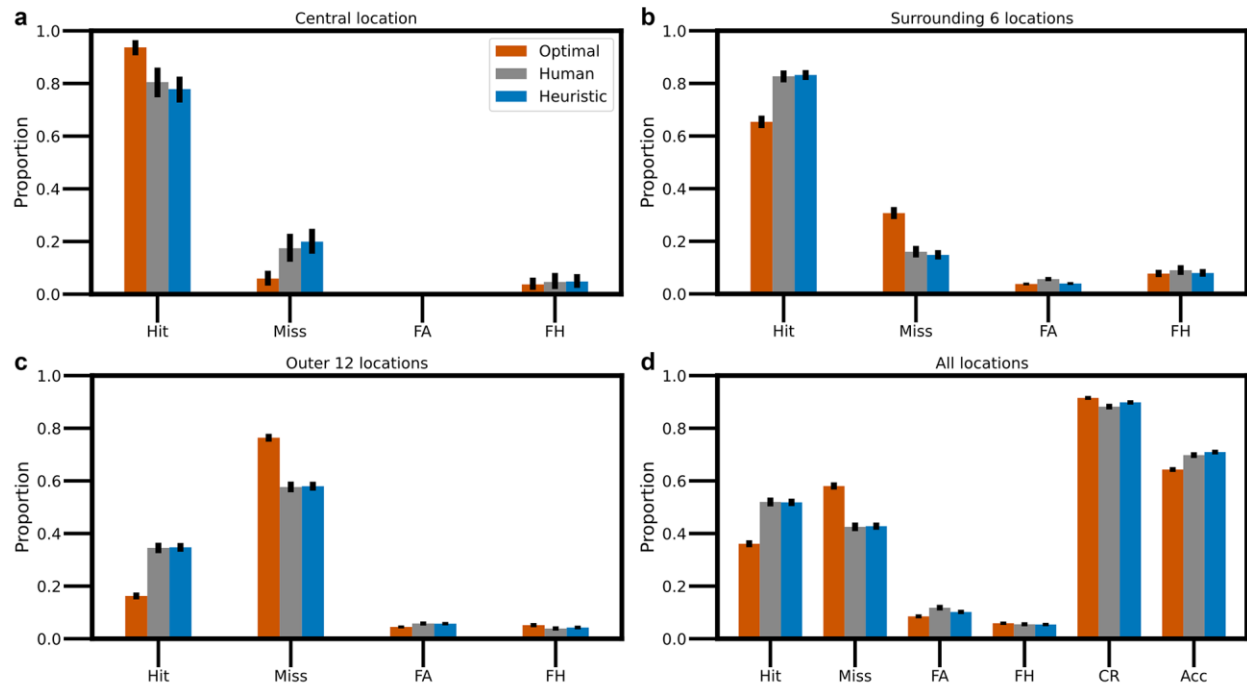 a
Central location
1.0
0.8
0.6
0.4
0.2
0.0
Proportion
Optimal
Human
Heuristic
Hit Miss FA FH
b
Surrounding 6 locations
1.0
0.8
0.6
0.4
0.2
0.0
Proportion
Hit Miss FA FH
c
Outer 12 locations
1.0
0.8
0.6
0.4
0.2
0.0
Proportion
Hit Miss FA FH
d
All locations
1.0
0.8
0.6
0.4
0.2
0.0
Proportion
Hit Miss FA FH CR Acc